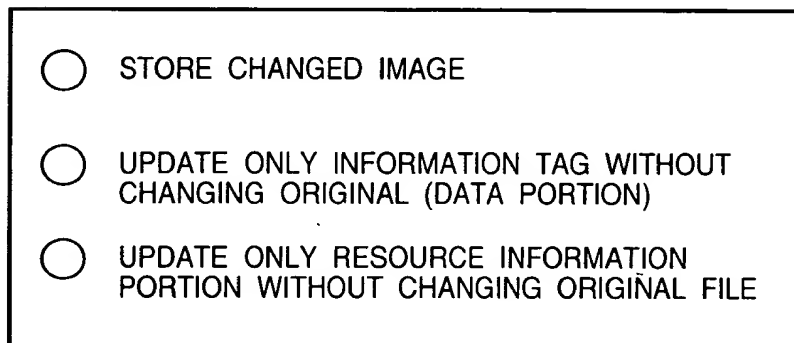 STORE CHANGED IMAGE
UPDATE ONLY INFORMATION TAG WITHOUT
CHANGING ORIGINAL (DATA PORTION)
UPDATE ONLY RESOURCE INFORMATION
PORTION WITHOUT CHANGING ORIGINAL FILE